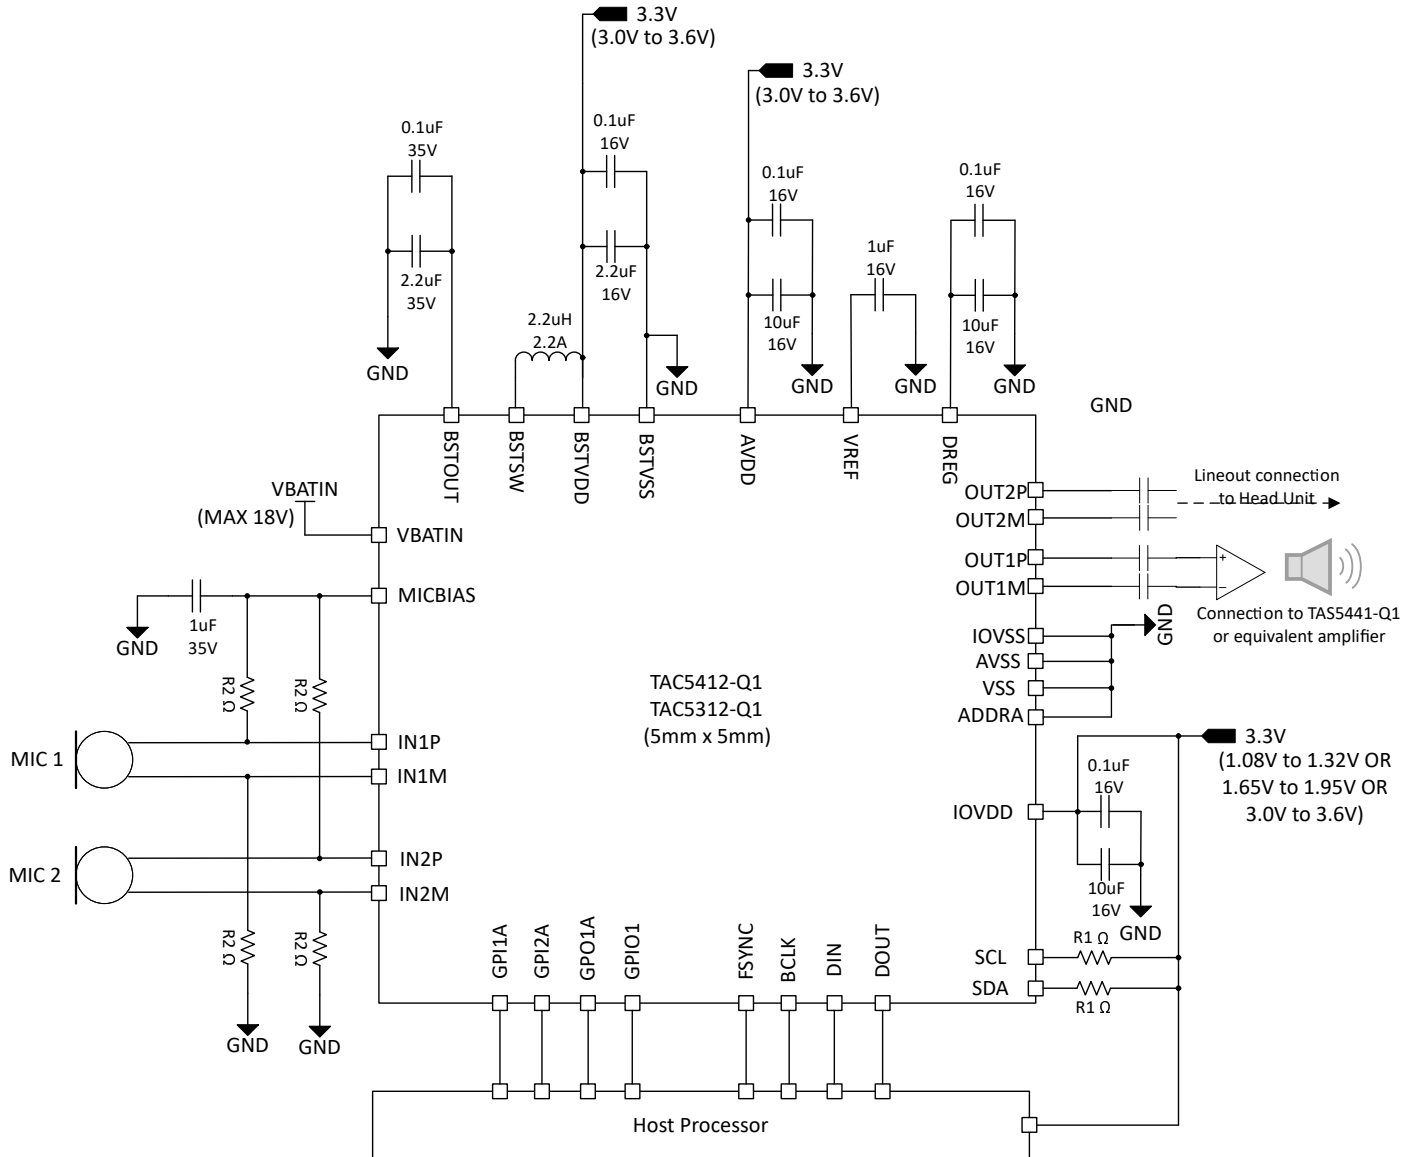 3.3V
(3.0V to 3.6V)
3.3V
(3.0V to 3.6V)
0.1uF
35V
2.2uF
35V
GND
0.1uF
16V
2.2uF
16V
2.2uH
2.2A
GND
0.1uF
16V
10uF
16V
GND
1uF
16V
GND
0.1uF
16V
10uF
16V
GND
GND
BSTOUT
BSTSW
BSTVDD
BSTVSS
AVDD
VREF
DREG
VBATIN
(MAX 18V)
VBATIN
MICBIAS
1uF
35V
GND
R2 Ω
R2 Ω
MIC 1
IN1P
IN1M
MIC 2
IN2P
IN2M
R2 Ω
R2 Ω
GND
GND
TAC5412-Q1
TAC5312-Q1
(5mm x 5mm)
OUT2P
OUT2M
OUT1P
OUT1M
Lineout connection
to Head Unit
+
−
Connection to TAS5441-Q1
or equivalent amplifier
IOVSS
AVSS
VSS
ADDRA
GND
3.3V
(1.08V to 1.32V OR
1.65V to 1.95V OR
3.0V to 3.6V)
IOVDD
0.1uF
16V
10uF
16V
GND
SCL
R1 Ω
SDA
R1 Ω
GPI1A
GPI2A
GPO1A
GPIO1
FSYNC
BCLK
DIN
DOUT
Host Processor